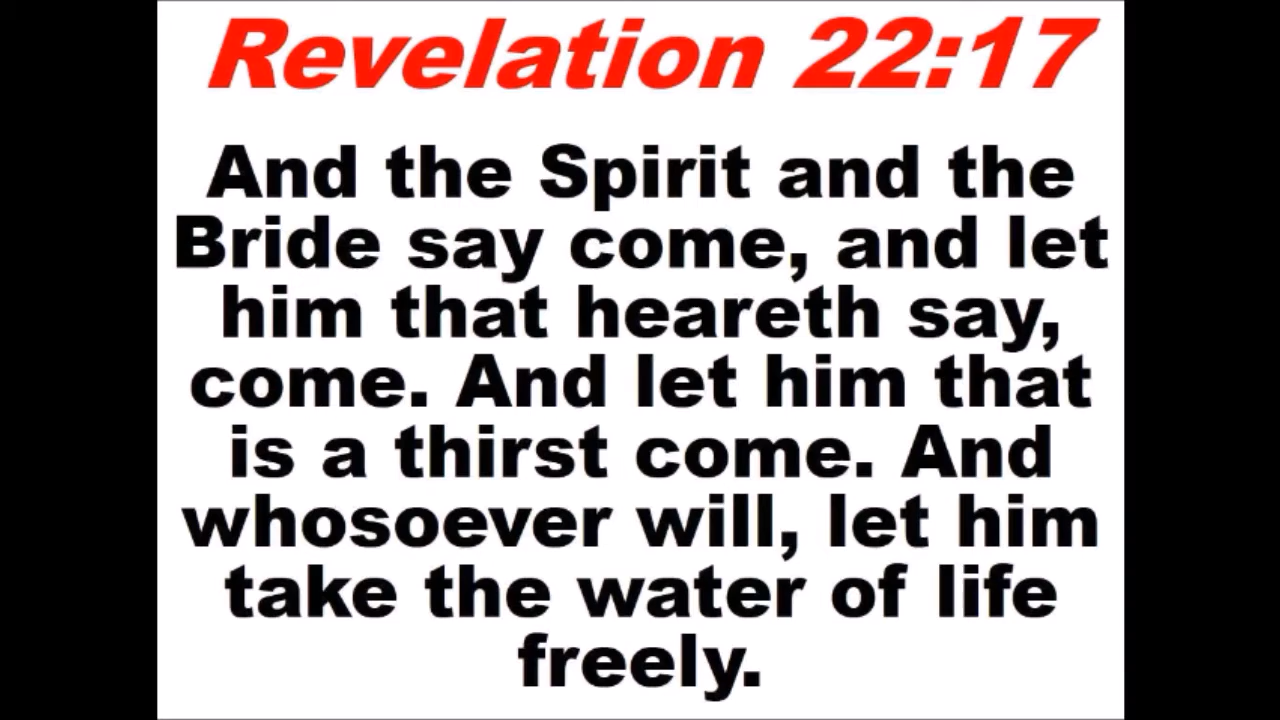 Revelation 22:17
And the Spirit and the
Bride say come, and let
him that heareth say,
come. And let him that
is a thirst come. And
whosoever will, let him
take the water of life
freely.